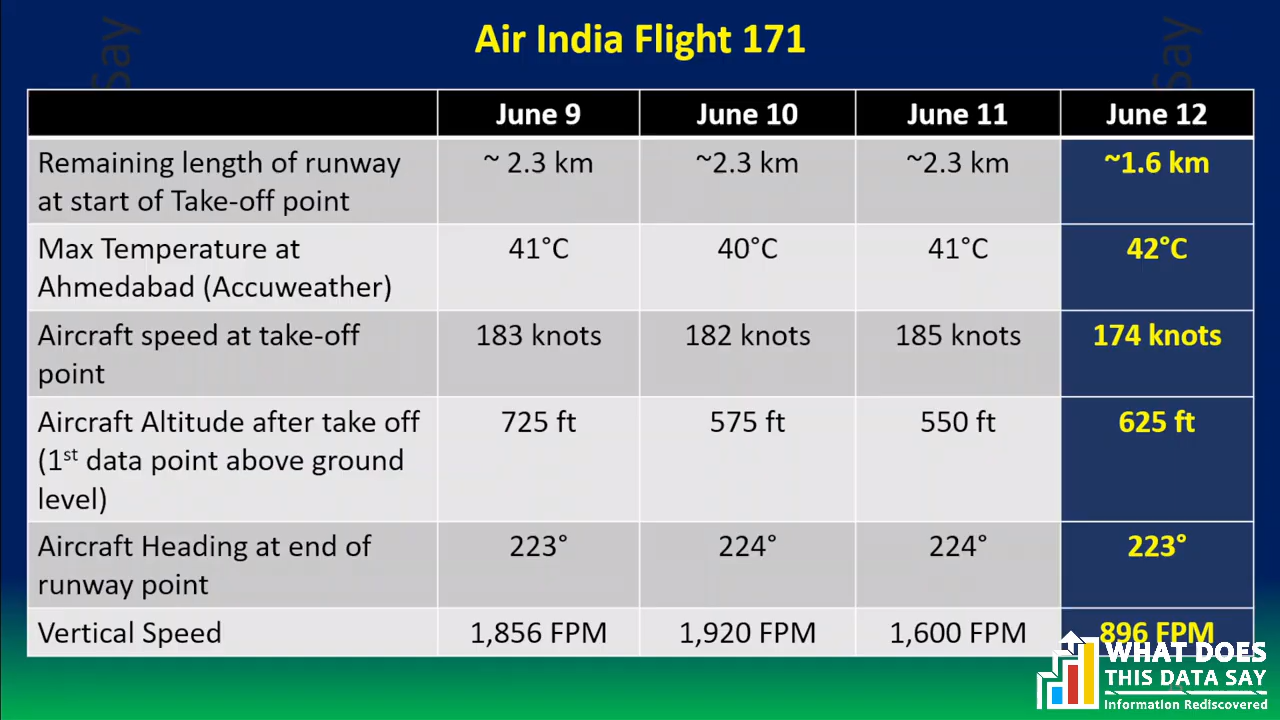 Say
Say
Air India Flight 171
June 9 June 10 June 11 June 12
Remaining length of runway
at start of Take-off point
~ 2.3 km ~2.3 km ~2.3 km ~1.6 km
Max Temperature at
Ahmedabad (Accuweather)
41°C 40°C 41°C 42°C
Aircraft speed at take-off
point
183 knots 182 knots 185 knots 174 knots
Aircraft Altitude after take off
(1st data point above ground
level)
725 ft 575 ft 550 ft 625 ft
Aircraft Heading at end of
runway point
223° 224° 224° 223°
Vertical Speed 1,856 FPM 1,920 FPM 1,600 FPM 896 FPM
WHAT DOES
THIS DATA SAY
Information Rediscovered